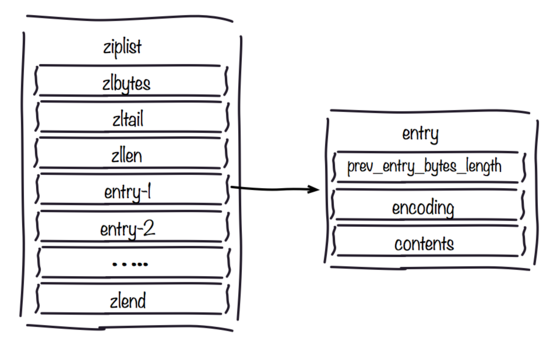 ziplist
zlbytes
zltail
zllen
entry-1
entry-2
......
zlend
entry
prev_entry_bytes_length
encoding
contents